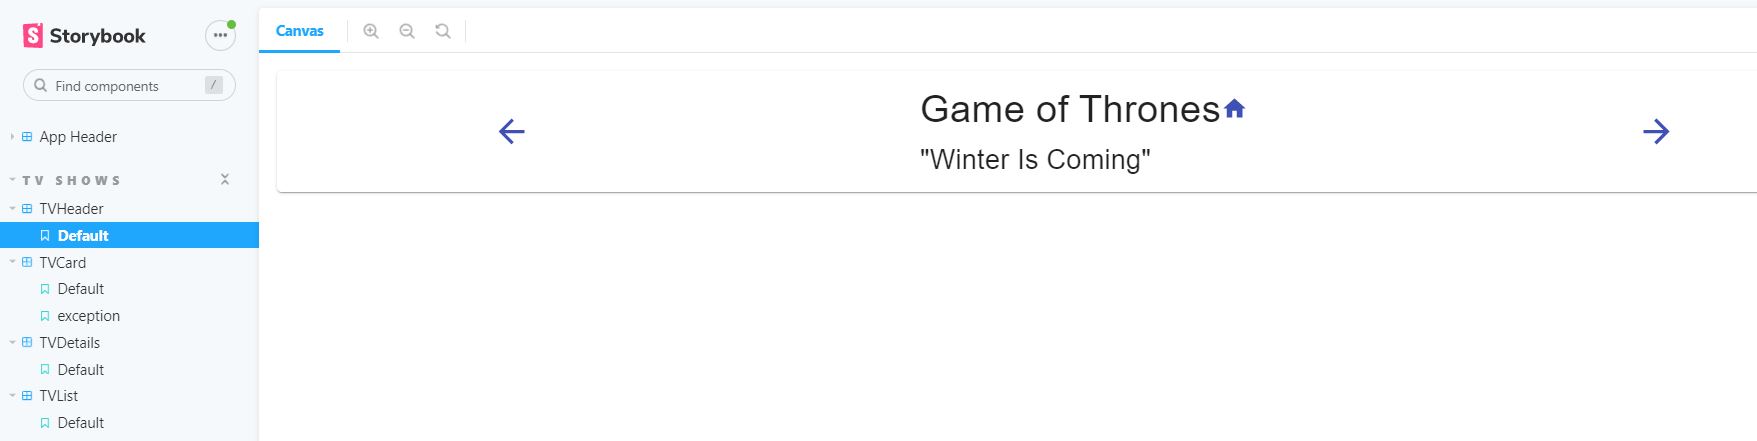 Storybook
Find components /
App Header
TV SHOWS
TVHeader
Default
TVCard
Default
exception
TVDetails
Default
TVList
Default
Canvas
Game of Thrones
"Winter Is Coming"